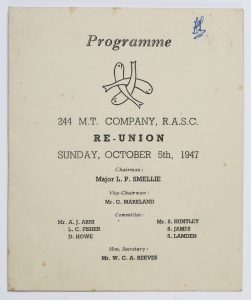 Programme
244 M.T. COMPANY, R.A.S.C.
RE-UNION
SUNDAY, OCTOBER 5th, 1947
Chairman:
Major L. P. SMELLIE
Vice-Chairman:
Mr. G. MARKLAND
Committee:
Mr. A. J. ARNI
Mr. S. HUNTLEY
L. C. FISHER
S. JAMES
D. HOWE
S. LAMDEN
Hon. Secretary:
Mr. W. C. A. REEVES